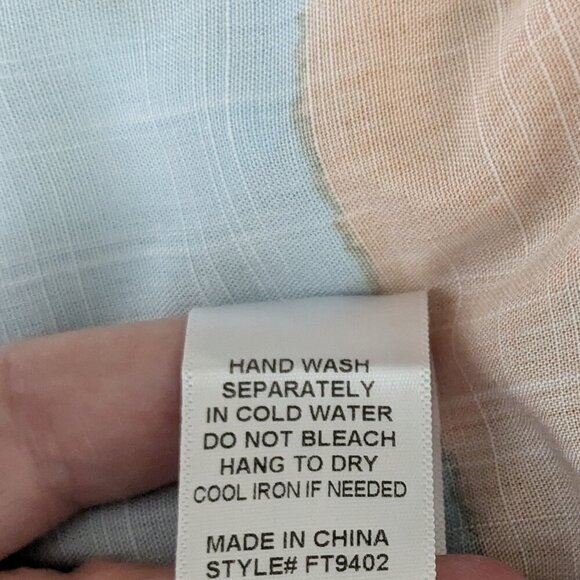 HAND WASH
SEPARATELY
IN COLD WATER
DO NOT BLEACH
HANG TO DRY
COOL IRON IF NEEDED
MADE IN CHINA
STYLE# FT9402